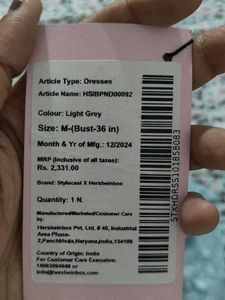 Article Type: Dresses
Article Name: HSIBPND00092
Colour: Light Grey
Size: M-(Bust-36 in)
Month & Yr of Mfg.: 12/2024
MRP (Inclusive of all taxes):
Rs. 2,331.00
Brand: Stylecast X Hersheinbox
Quantity: 1 N.
Manufactured/Marketed/Customer Care
by:
Hersheinbox Pvt. Ltd, # 40, Industrial
Area Phase-
2,Panchkhula,Haryana,india,134109
Country of Origin: India
For Customer Care Executive:
info@hersheinbox.com
STXHDRSS101858083